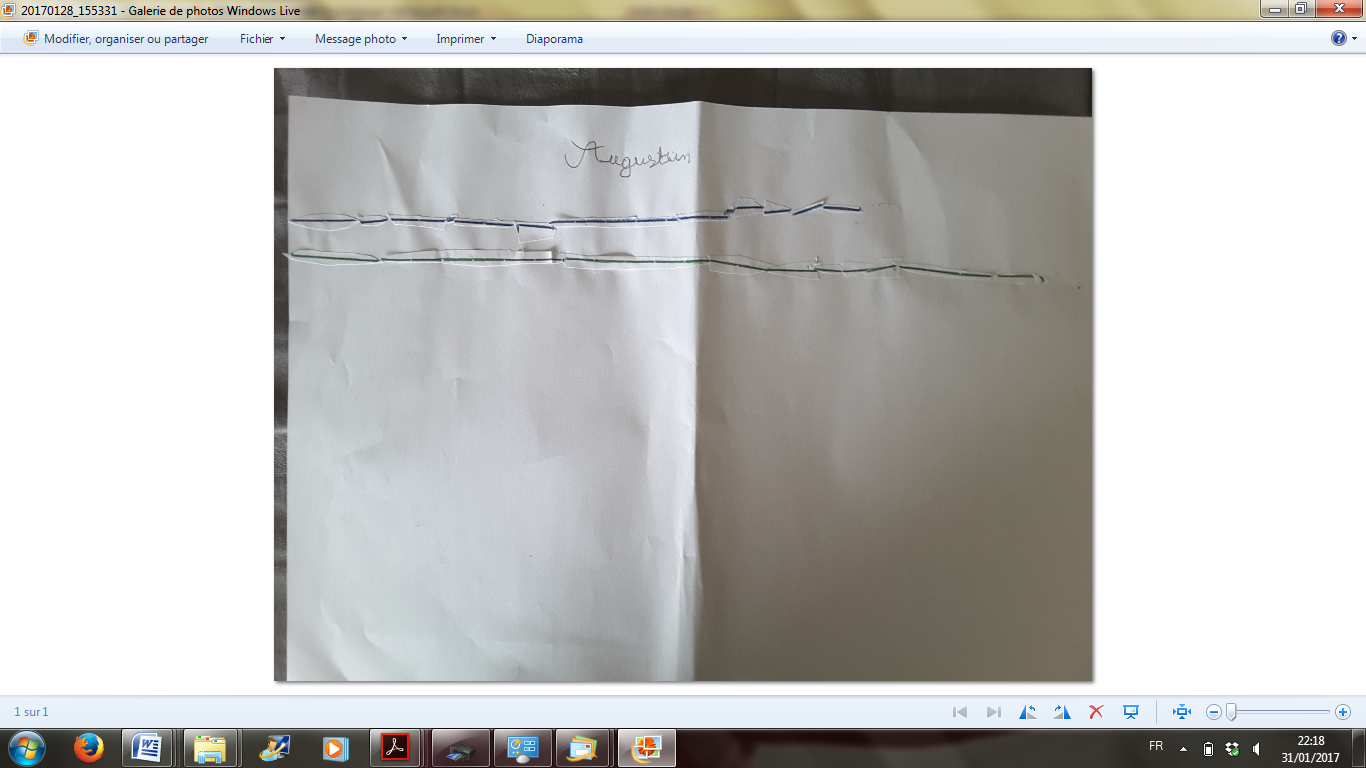 20170128_155331 - Galerie de photos Windows Live
Modifier, organiser ou partager Fichier Message photo Imprimer Diaporama
Augustin
1 sur 1
FR 22:18
31/01/2017